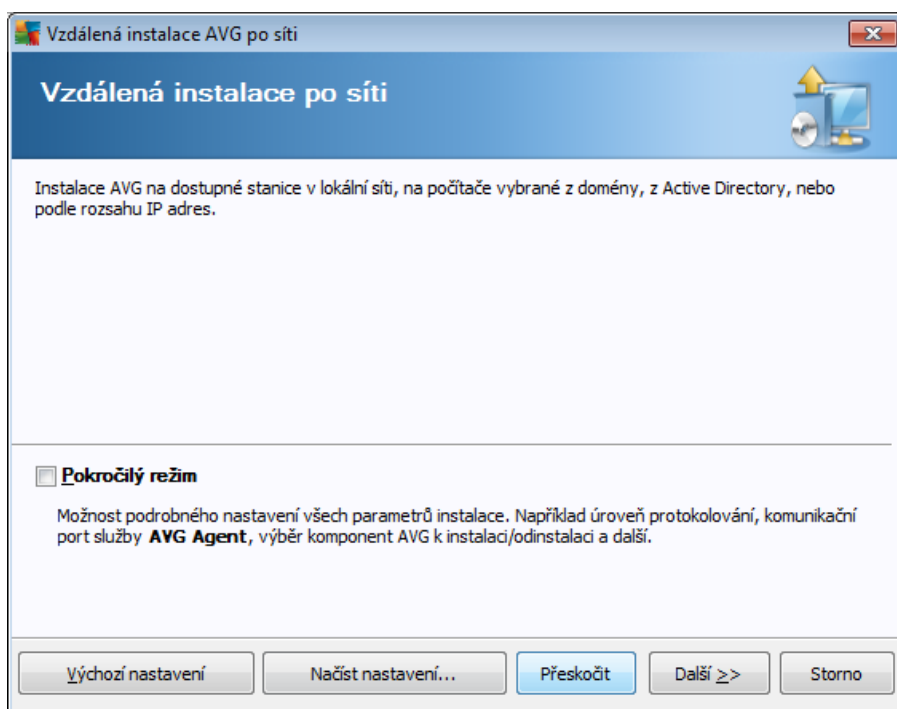 Vzdálená instalace AVG po síti
Vzdálená instalace po síti
Instalace AVG na dostupné stanice v lokální síti, na počítače vybrané z domény, z Active Directory, nebo
podle rozsahu IP adres.
Pokročilý režim
Možnost podrobného nastavení všech parametrů instalace. Například úroveň protokolování, komunikační
port služby AVG Agent, výběr komponent AVG k instalaci/odinstalaci a další.
Výchozí nastavení Načíst nastavení... Přeskočit Další >> Storno